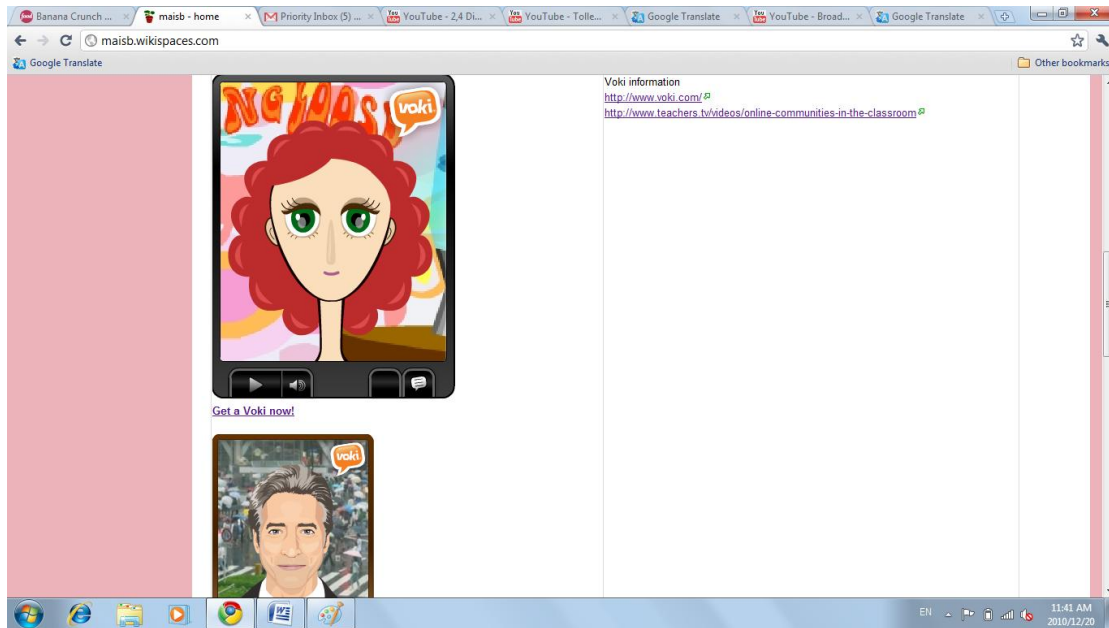 Banana Crunch ...
maisb - home
Priority Inbox (5) ...
YouTube - 2,4 Di...
YouTube - Tolle...
Google Translate
YouTube - Broad...
Google Translate
maisb.wikispaces.com
Google Translate
Other bookmarks
NG LOOSE
voki
Voki information
http://www.voki.com/
http://www.teachers.tv/videos/online-communities-in-the-classroom
Get a Voki now!
voki
EN
11:41 AM
2010/12/20